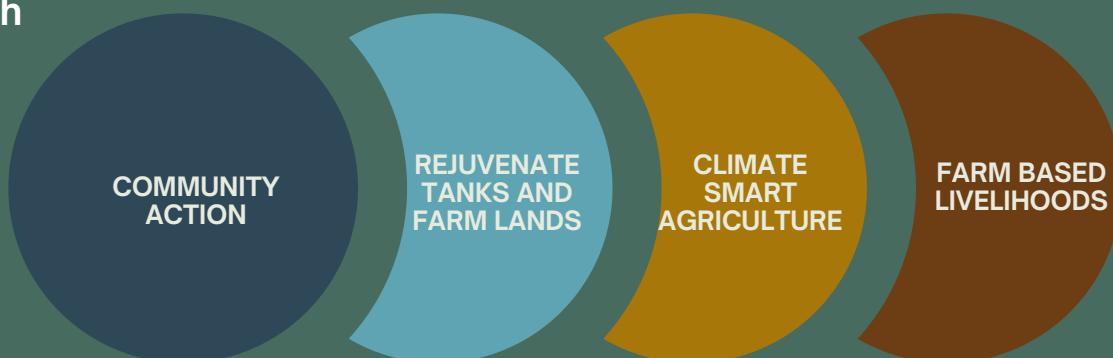 h
COMMUNITY
ACTION
REJUVENATE
TANKS AND
FARM LANDS
CLIMATE
SMART
AGRICULTURE
FARM BASED
LIVELIHOODS